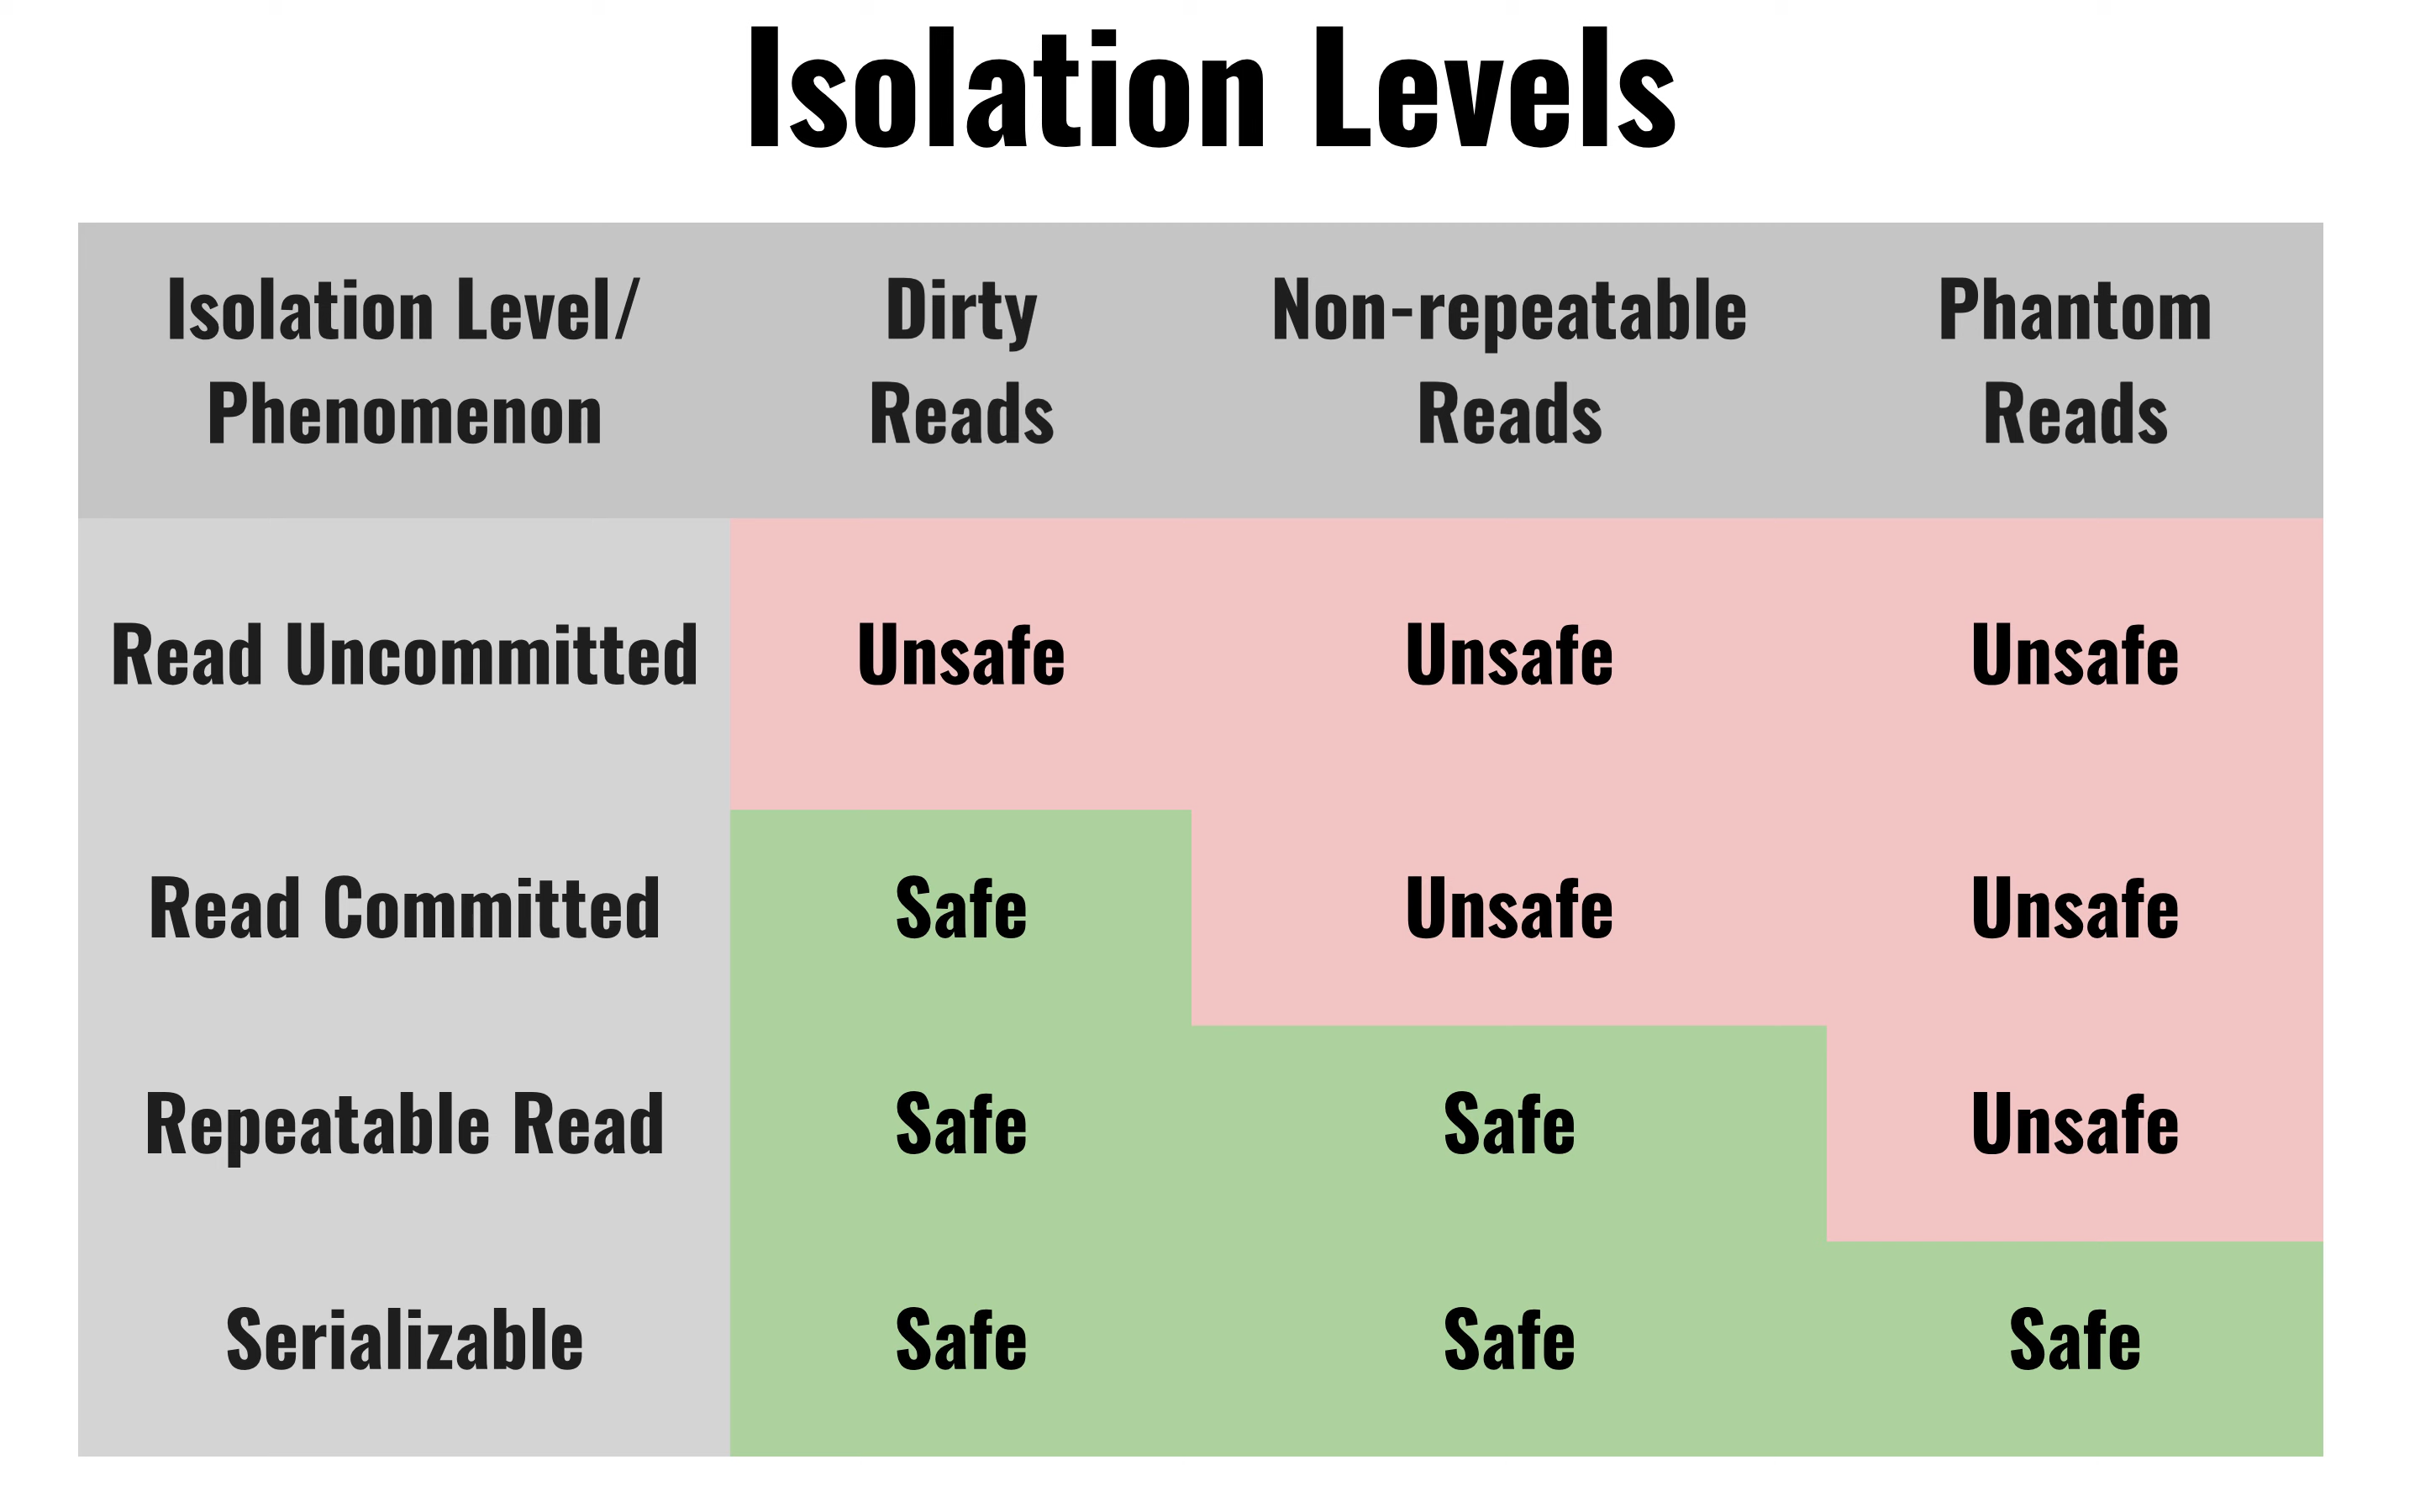 Isolation Levels
Isolation Level/ Dirty Non-repeatable Phantom
Phenomenon Reads Reads Reads
Read Uncommitted Unsafe Unsafe Unsafe
Read Committed Safe Unsafe Unsafe
Repeatable Read Safe Safe Unsafe
Serializable Safe Safe Safe